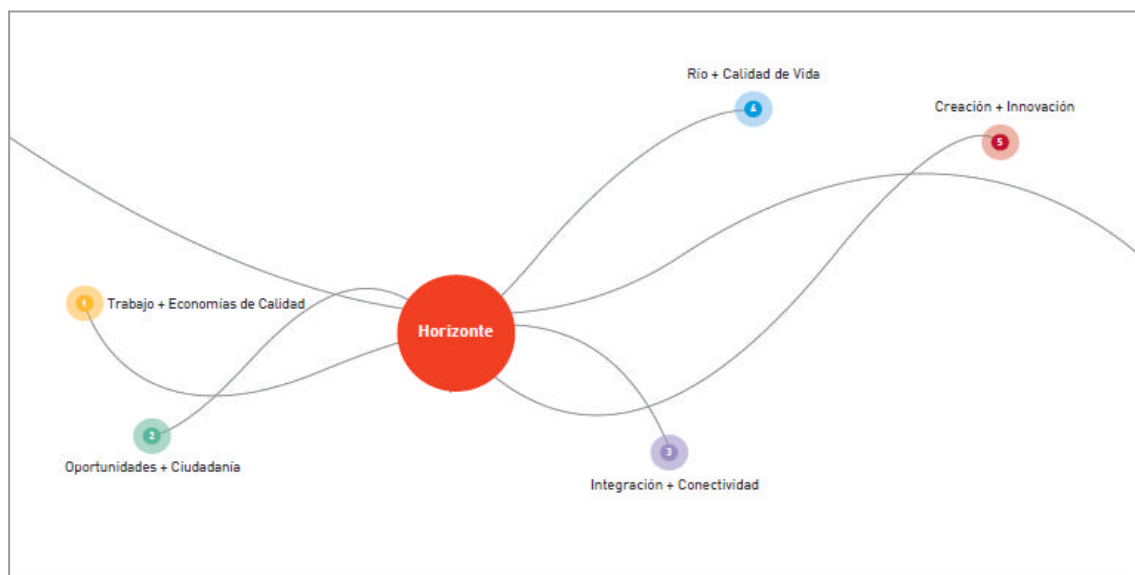 Río + Calidad de Vida
4
Creación + Innovación
5
1 Trabajo + Economías de Calidad
Horizonte
2
Oportunidades + Ciudadanía
3
Integración + Conectividad